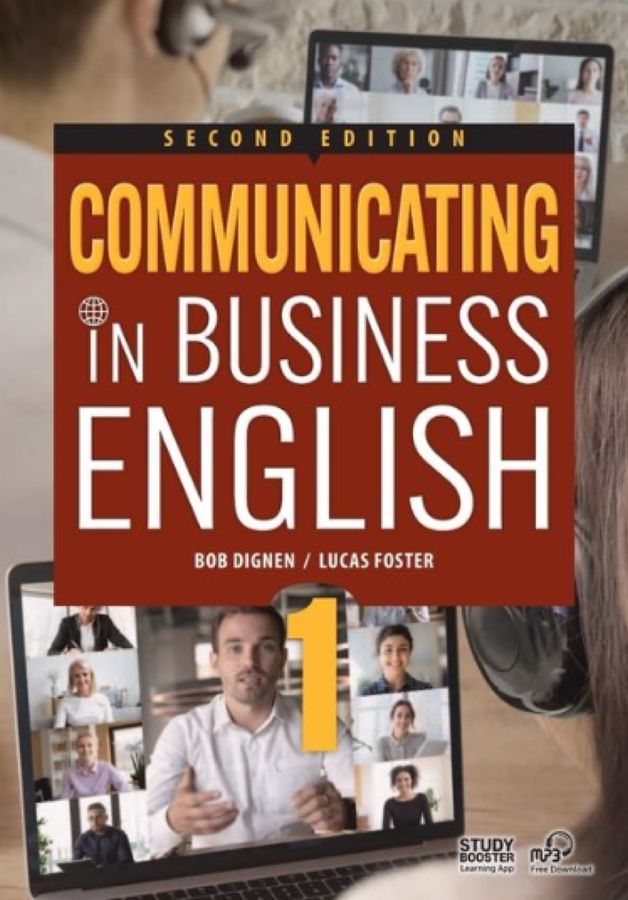 SECOND EDITION
COMMUNICATING
IN BUSINESS
ENGLISH
BOB DIGNEN / LUCAS FOSTER
1
STUDY
BOOSTER
Learning App
MP3
Free Download